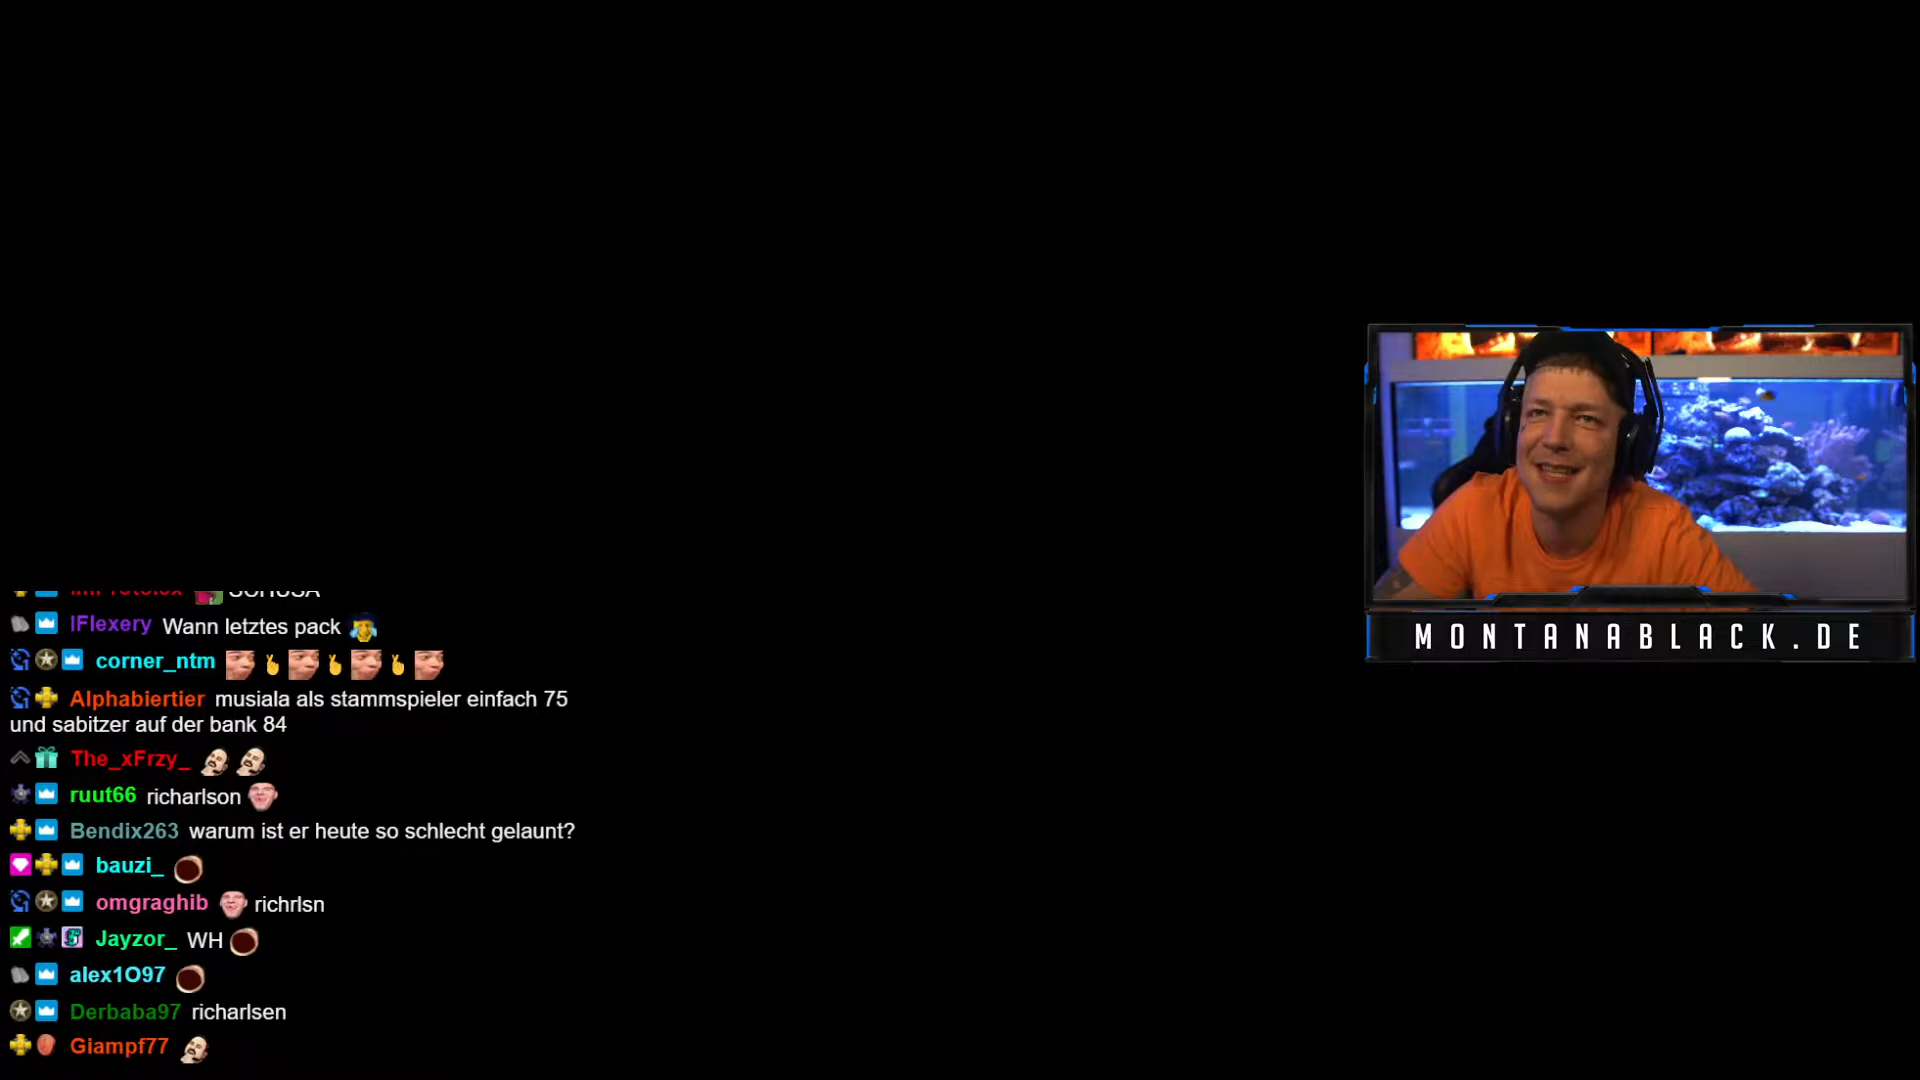 lFlexery Wann letztes pack
corner_ntm
Alphabiertier musiala als stammspieler einfach 75
und sabitzer auf der bank 84
The_xFrzy_
ruut66 richarlson
Bendix263 warum ist er heute so schlecht gelaunt?
bauzi_
omgraghib richrlsn
Jayzor_ WH
alex1O97
Derbaba97 richarlsen
Giampf77
MONTANABLACK.DE